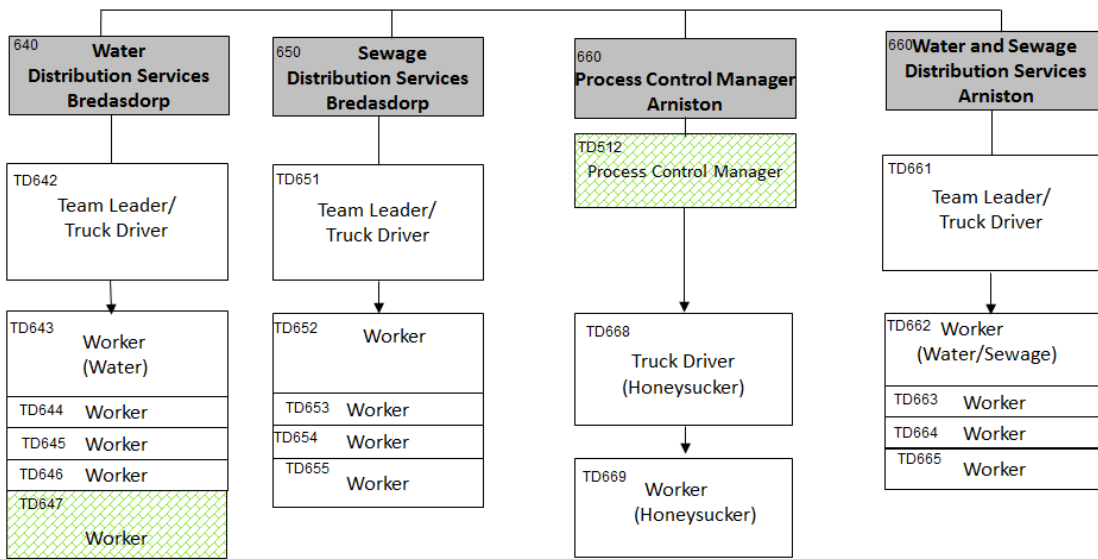 640
Water
Distribution Services
Bredasdorp
TD642
Team Leader/
Truck Driver
TD643
Worker
(Water)
TD644 Worker
TD645 Worker
TD646 Worker
TD647
Worker
650
Sewage
Distribution Services
Bredasdorp
TD651
Team Leader/
Truck Driver
TD652
Worker
TD653 Worker
TD654 Worker
TD655
Worker
660
Process Control Manager
Arniston
TD512
Process Control Manager
TD668
Truck Driver
(Honeysucker)
TD669
Worker
(Honeysucker)
660
Water and Sewage
Distribution Services
Arniston
TD661
Team Leader/
Truck Driver
TD662 Worker
(Water/Sewage)
TD663 Worker
TD664 Worker
TD665
Worker